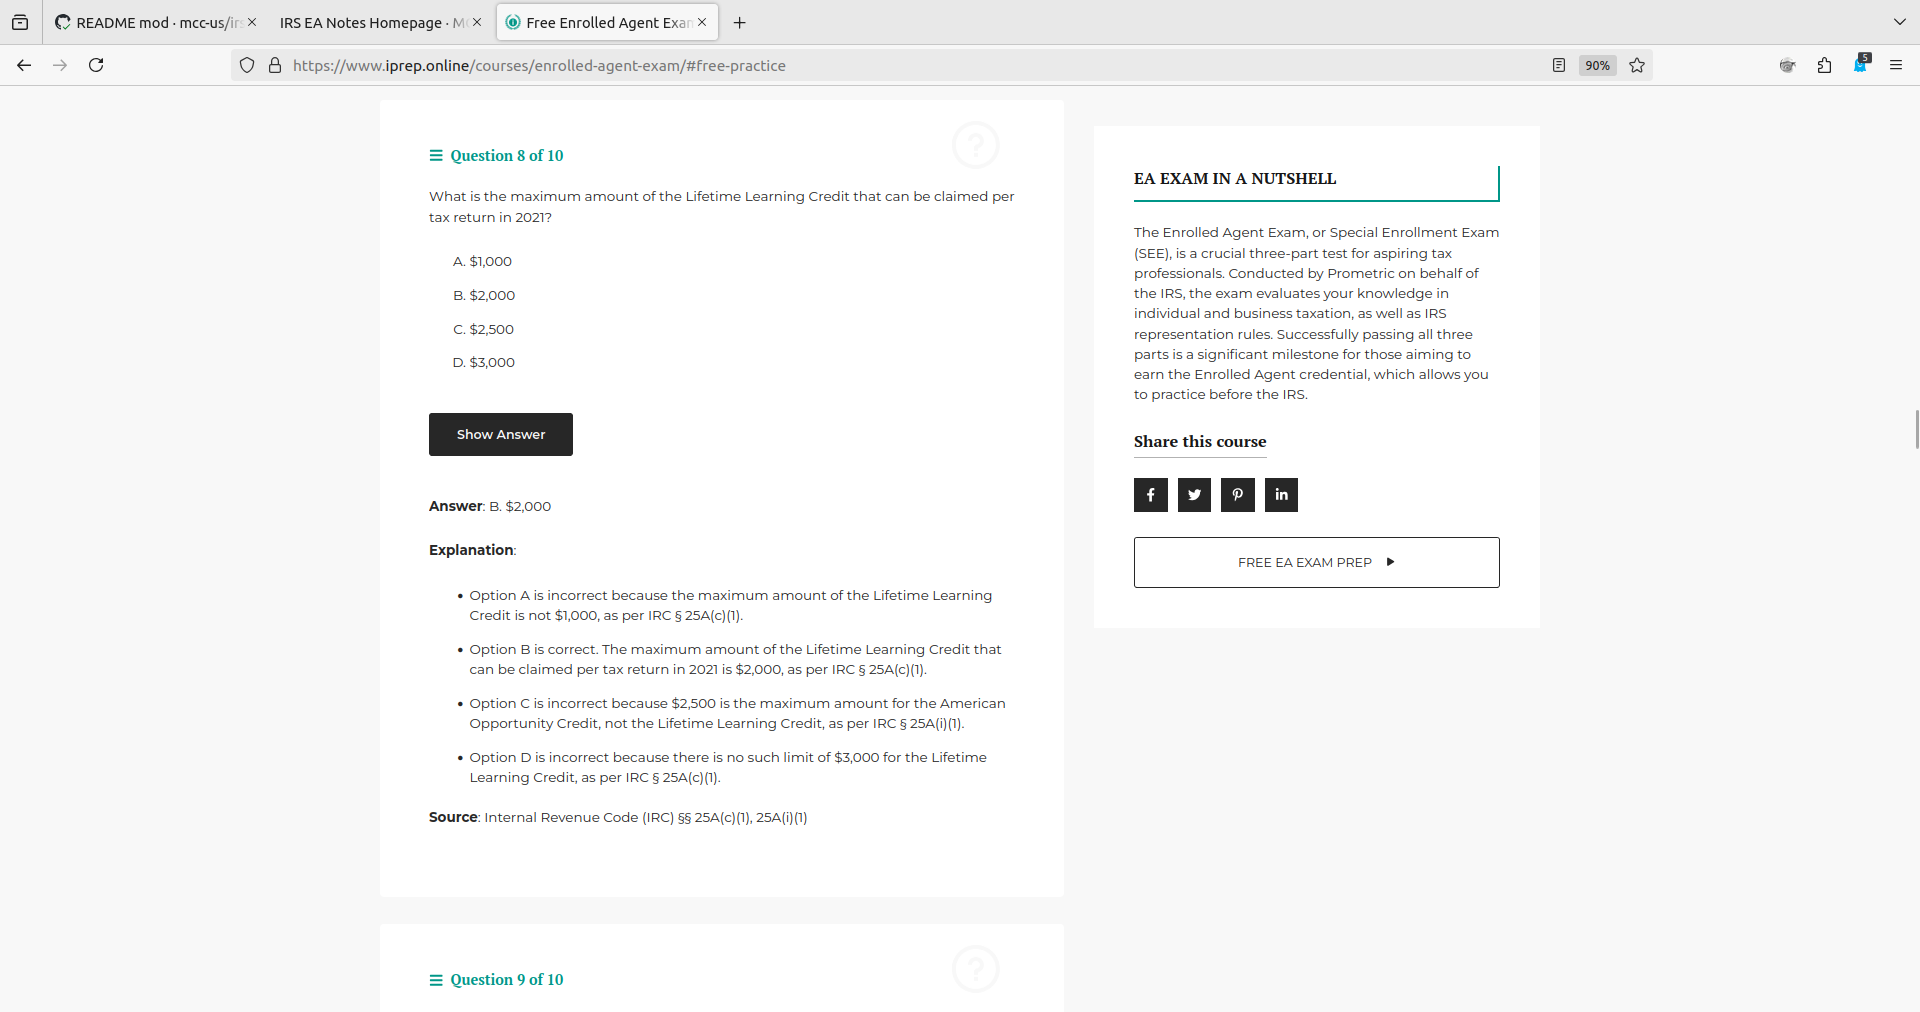 README mod · mcc-us/irs
IRS EA Notes Homepage · M
Free Enrolled Agent Exam
https://www.iprep.online/courses/enrolled-agent-exam/#free-practice
90%
5
Question 8 of 10
?
What is the maximum amount of the Lifetime Learning Credit that can be claimed per
tax return in 2021?
A. $1,000
B. $2,000
C. $2,500
D. $3,000
Show Answer
Answer: B. $2,000
Explanation:
• Option A is incorrect because the maximum amount of the Lifetime Learning
Credit is not $1,000, as per IRC § 25A(c)(1).
• Option B is correct. The maximum amount of the Lifetime Learning Credit that
can be claimed per tax return in 2021 is $2,000, as per IRC § 25A(c)(1).
• Option C is incorrect because $2,500 is the maximum amount for the American
Opportunity Credit, not the Lifetime Learning Credit, as per IRC § 25A(i)(1).
• Option D is incorrect because there is no such limit of $3,000 for the Lifetime
Learning Credit, as per IRC § 25A(c)(1).
Source: Internal Revenue Code (IRC) §§ 25A(c)(1), 25A(i)(1)
Question 9 of 10
?
EA EXAM IN A NUTSHELL
The Enrolled Agent Exam, or Special Enrollment Exam
(SEE), is a crucial three-part test for aspiring tax
professionals. Conducted by Prometric on behalf of
the IRS, the exam evaluates your knowledge in
individual and business taxation, as well as IRS
representation rules. Successfully passing all three
parts is a significant milestone for those aiming to
earn the Enrolled Agent credential, which allows you
to practice before the IRS.
Share this course
FREE EA EXAM PREP